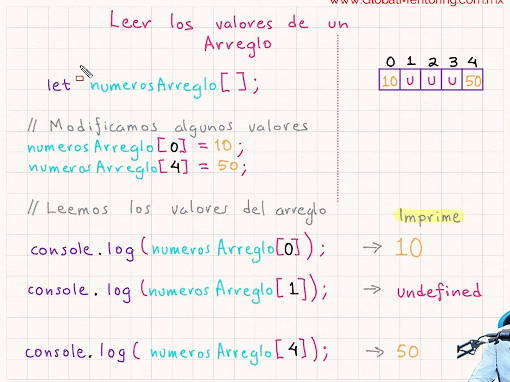 www.GlobalMentoring.com.mx
Leer los valores de un
Arreglo
0 1 2 3 4
10 U U U 50
let numerosArreglo[ ];
// Modificamos algunos valores
numerosArreglo[0] = 10;
numerosArreglo[4] = 50;
// Leemos los valores del arreglo
Imprime
console.log(numerosArreglo[0]); → 10
console.log(numerosArreglo[1]); → undefined
console.log( numerosArreglo[4]); → 50